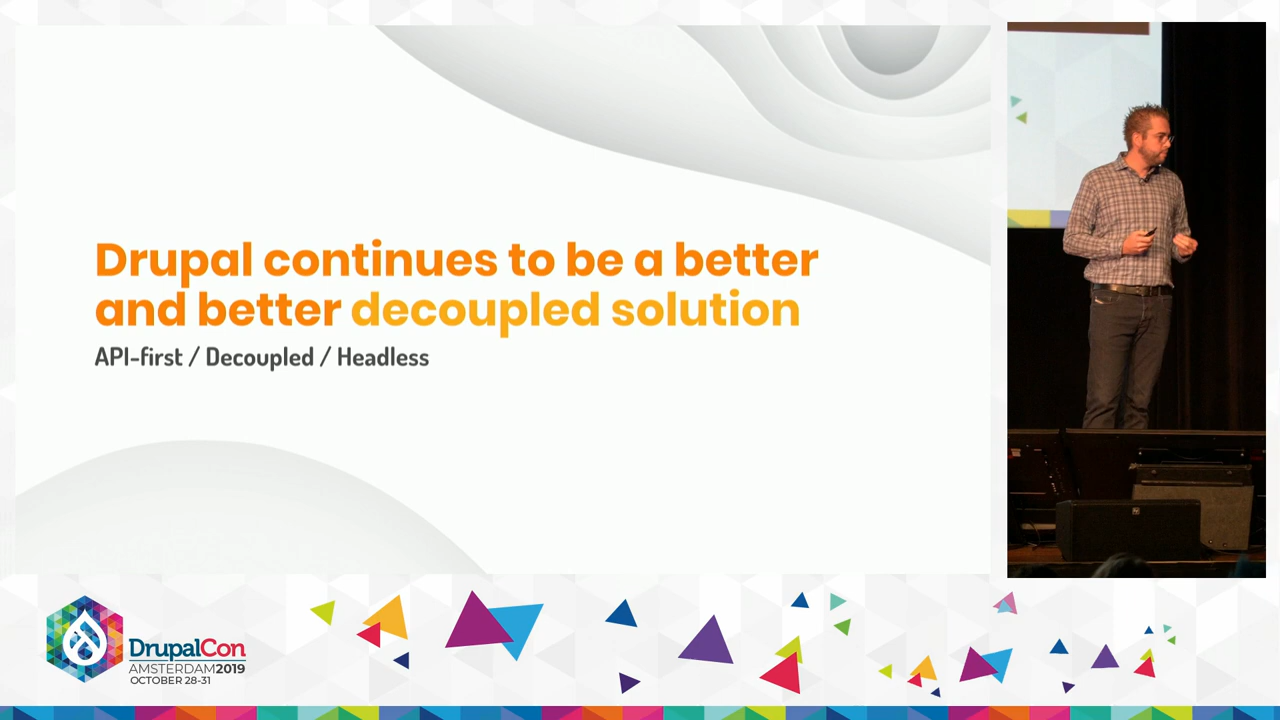 Drupal continues to be a better
and better decoupled solution
API-first / Decoupled / Headless
DrupalCon
AMSTERDAM2019
OCTOBER 28-31